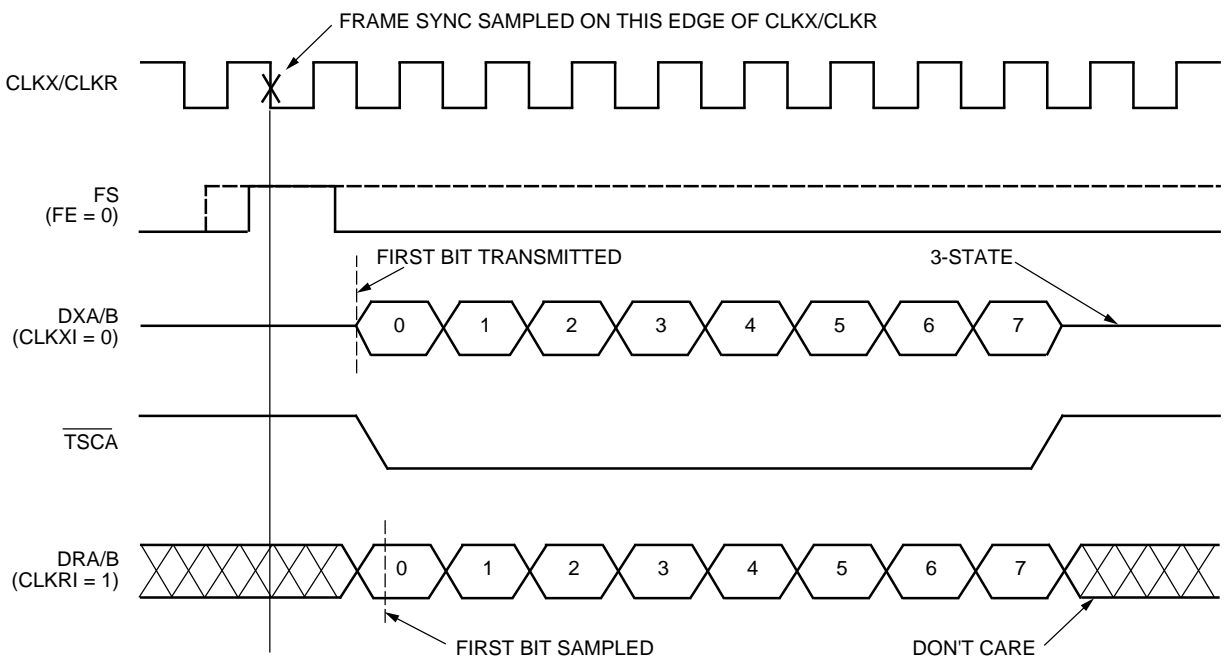 FRAME SYNC SAMPLED ON THIS EDGE OF CLKX/CLKR
CLKX/CLKR
FS
(FE = 0)
FIRST BIT TRANSMITTED
3-STATE
DXA/B
(CLKXI = 0)
0 1 2 3 4 5 6 7
TSCA
DRA/B
(CLKRI = 1)
0 1 2 3 4 5 6 7
FIRST BIT SAMPLED
DON'T CARE